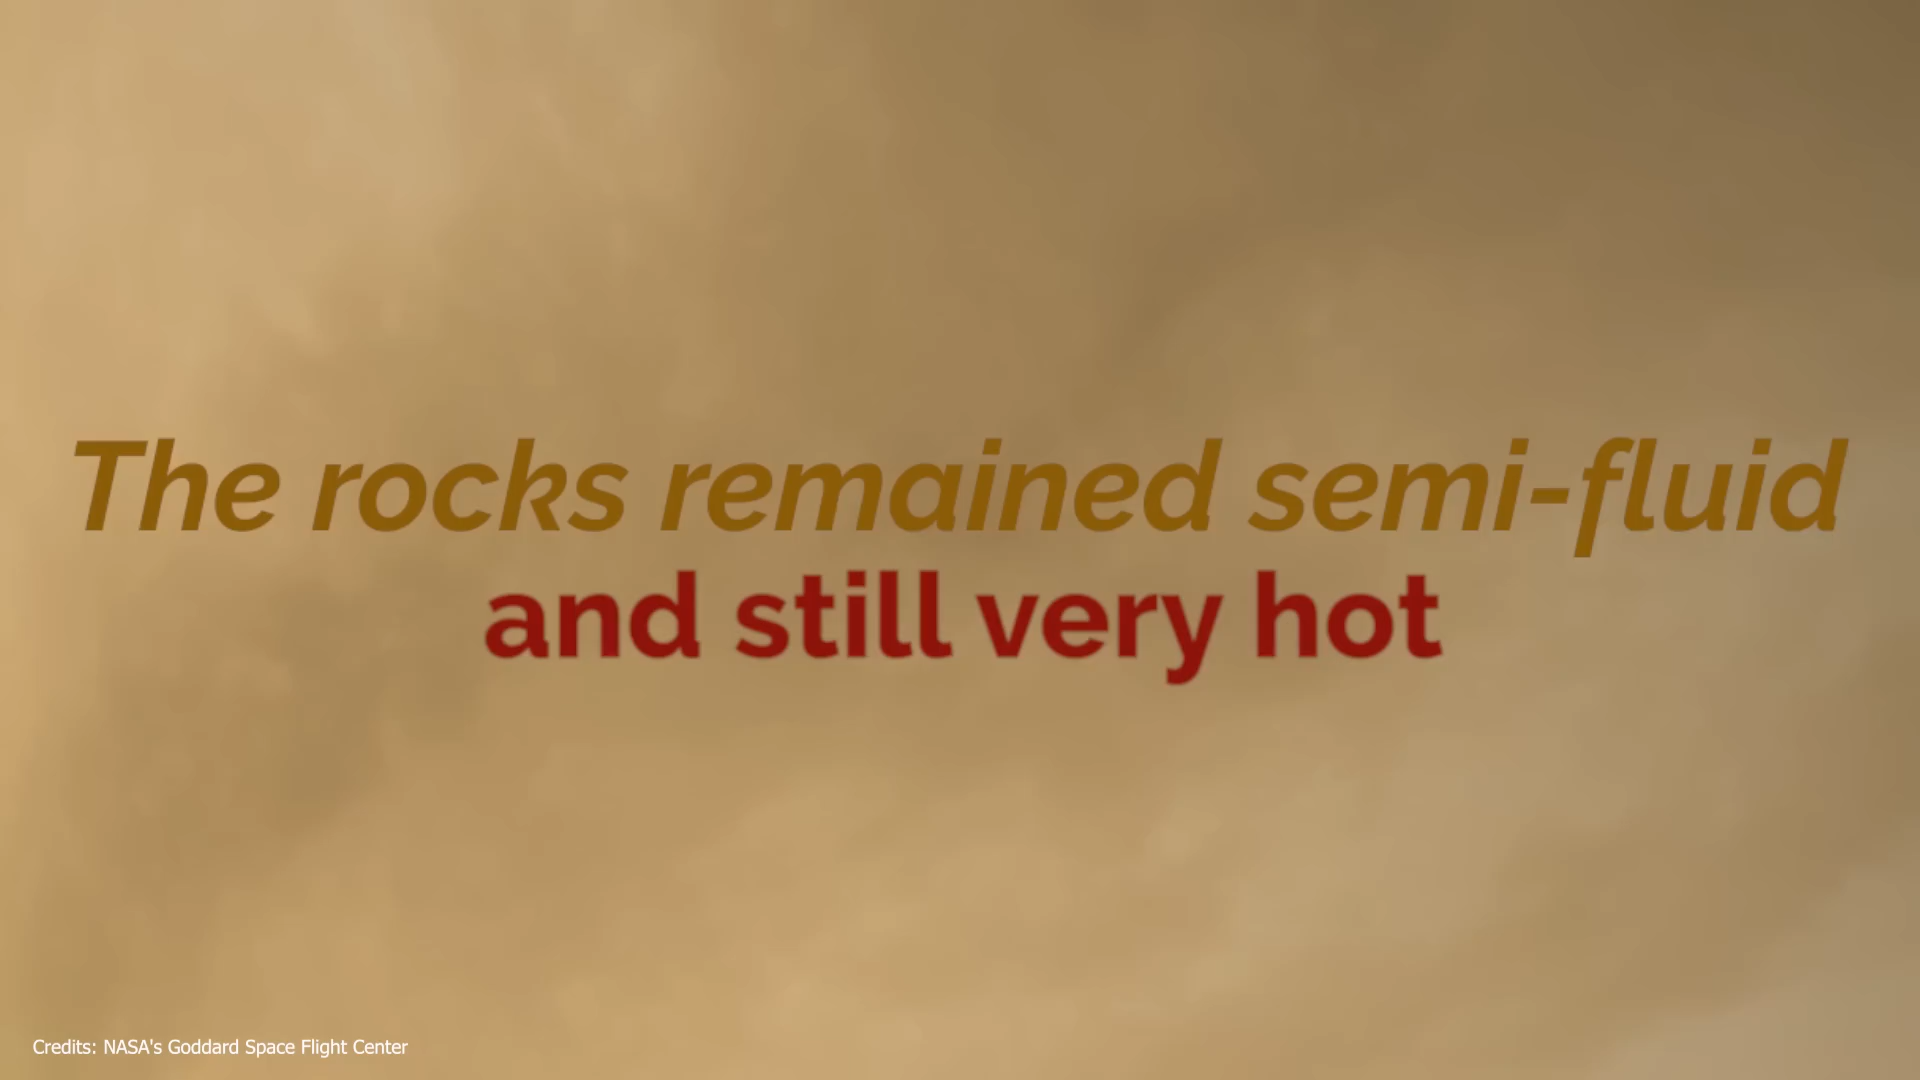 The rocks remained semi-fluid
and still very hot
Credits: NASA's Goddard Space Flight Center